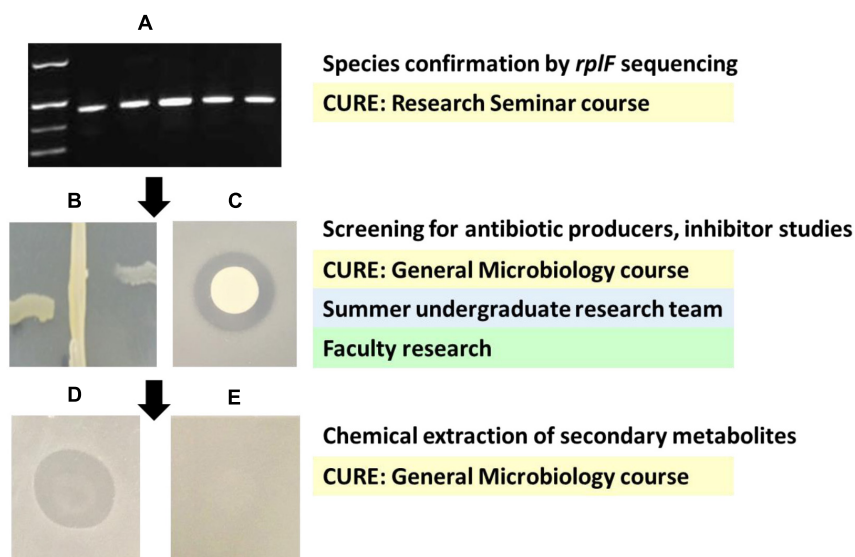 A
Species confirmation by rplF sequencing
CURE: Research Seminar course
B
C
Screening for antibiotic producers, inhibitor studies
CURE: General Microbiology course
Summer undergraduate research team
Faculty research
D
E
Chemical extraction of secondary metabolites
CURE: General Microbiology course